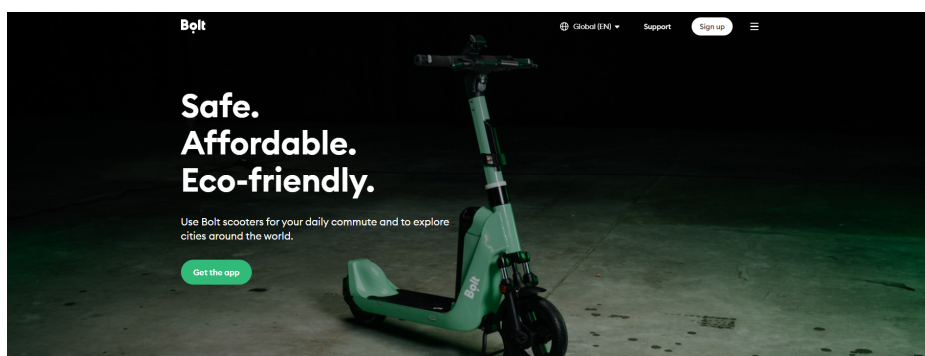 Bolt
Global (EN)
Support
Sign up
Safe.
Affordable.
Eco-friendly.
Use Bolt scooters for your daily commute and to explore
cities around the world.
Get the app
Bolt